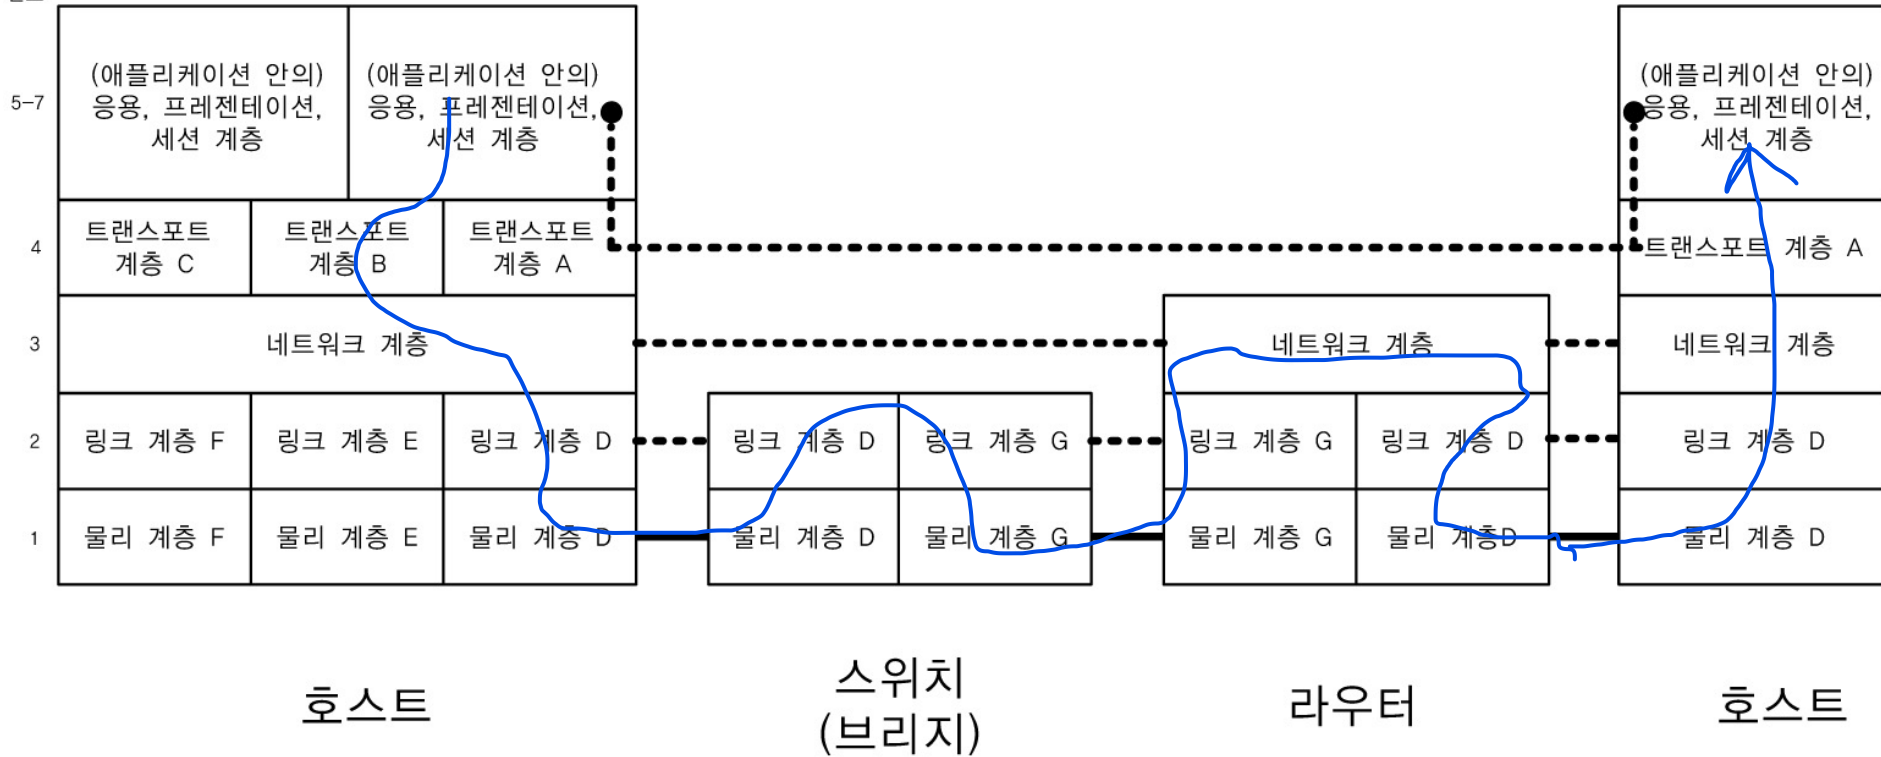 (애플리케이션 안의)
응용, 프레젠테이션,
세션 계층
(애플리케이션 안의)
응용, 프레젠테이션,
세션 계층
(애플리케이션 안의)
응용, 프레젠테이션,
세션 계층
5-7
트랜스포트
계층 C
트랜스포트
계층 B
트랜스포트
계층 A
트랜스포트 계층 A
4
네트워크 계층
네트워크 계층
네트워크 계층
3
링크 계층 F
링크 계층 E
링크 계층 D
링크 계층 D
링크 계층 G
링크 계층 G
링크 계층 D
링크 계층 D
2
물리 계층 F
물리 계층 E
물리 계층 D
물리 계층 D
물리 계층 G
물리 계층 G
물리 계층D
물리 계층 D
1
호스트
스위치
(브리지)
라우터
호스트